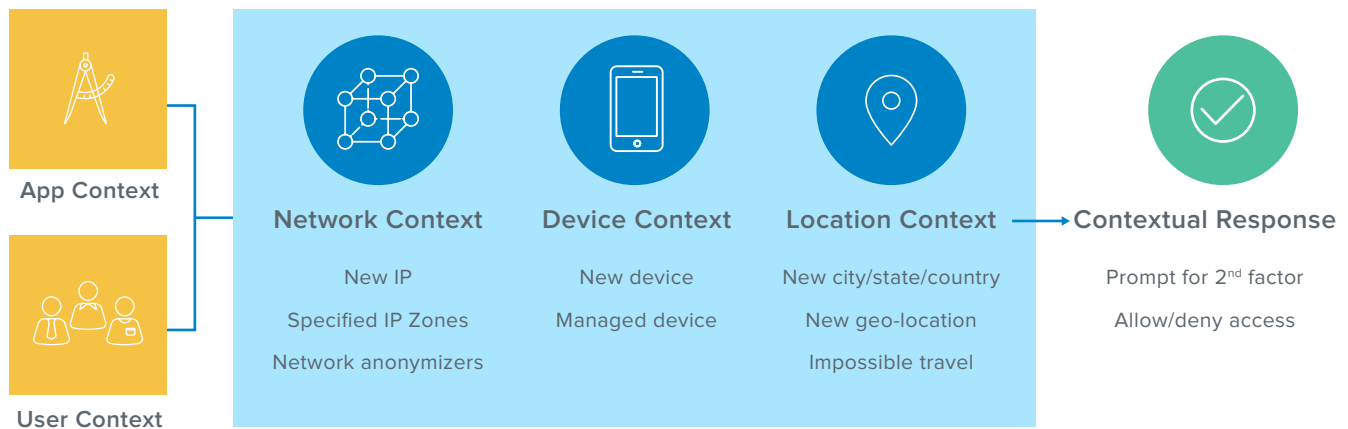 App Context
User Context
Network Context
New IP
Specified IP Zones
Network anonymizers
Device Context
New device
Managed device
Location Context
New city/state/country
New geo-location
Impossible travel
Contextual Response
Prompt for 2nd factor
Allow/deny access